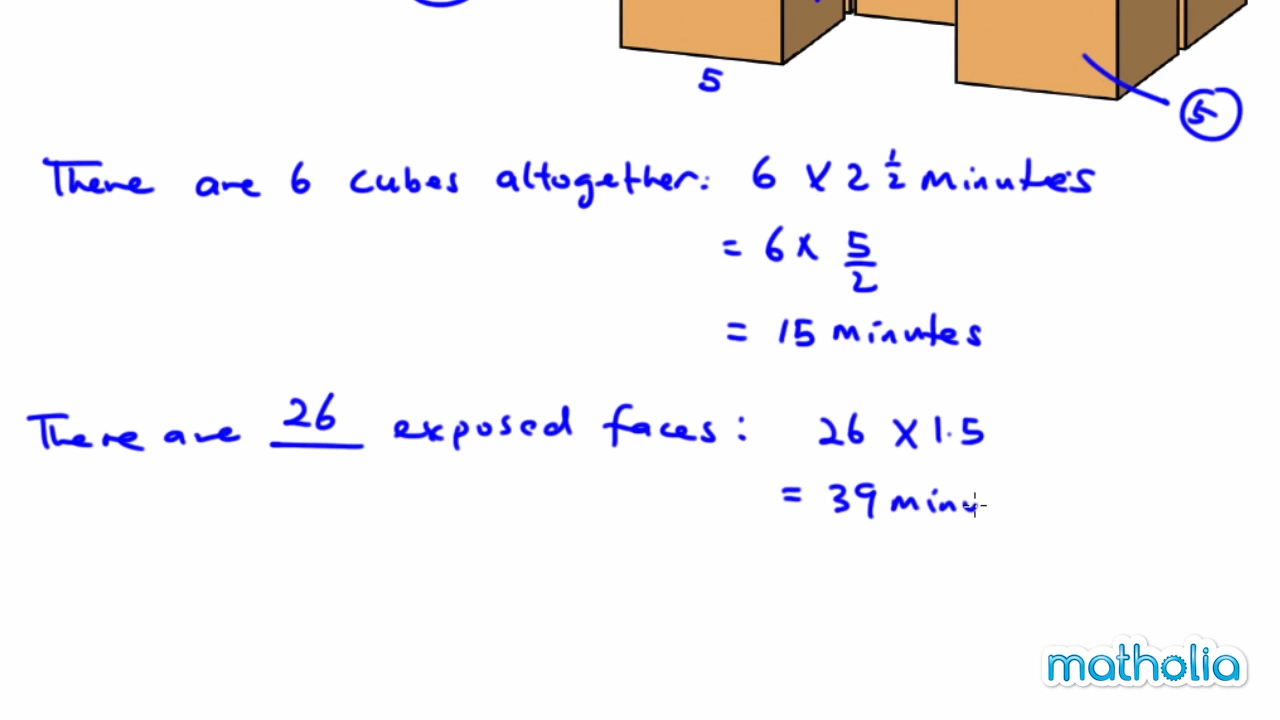 5
5
There are 6 cubes altogether: 6 × 2 1/2 minutes
= 6 × 5/2
= 15 minutes
There are 26 exposed faces: 26 × 1.5
= 39 minu
matholia